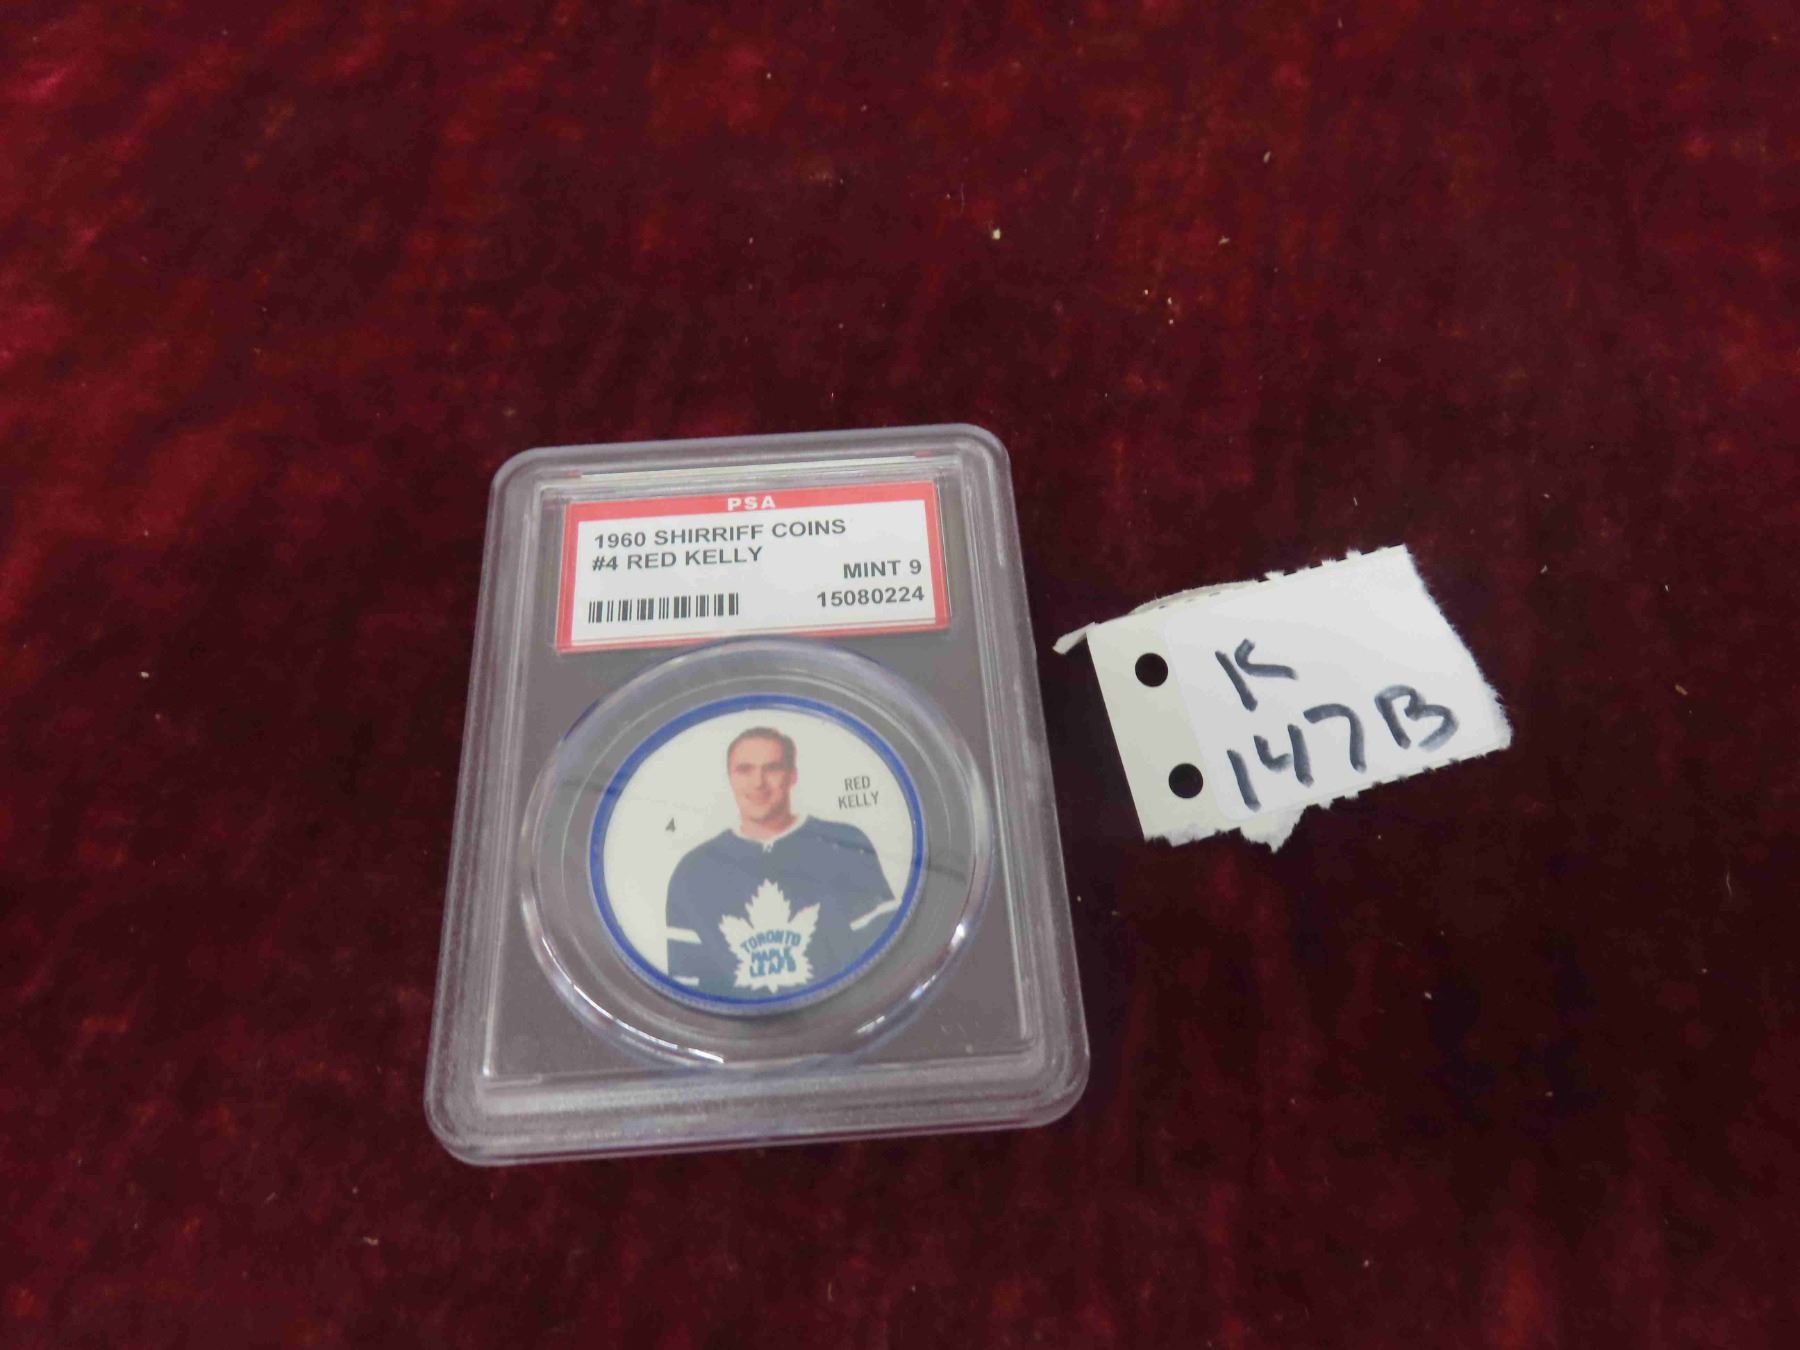 PSA
1960 SHIRRIFF COINS
#4 RED KELLY
MINT 9
15080224
RED
KELLY
4
TORONTO
MAPLE
LEAFS
K
147B